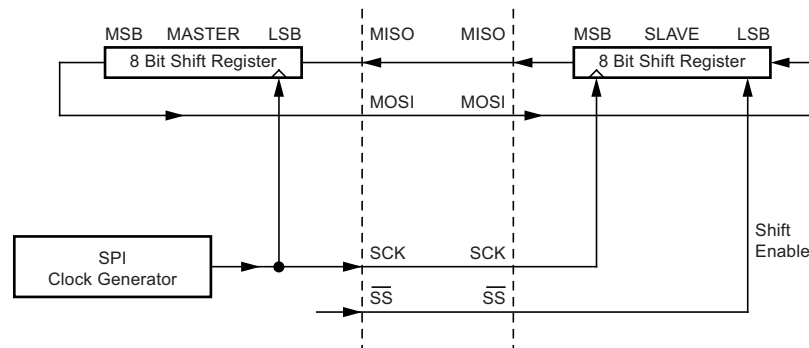 MSB MASTER LSB MISO MISO MSB SLAVE LSB
8 Bit Shift Register 8 Bit Shift Register
MOSI MOSI
Shift
Enable
SPI
Clock Generator
SCK SCK
SS SS